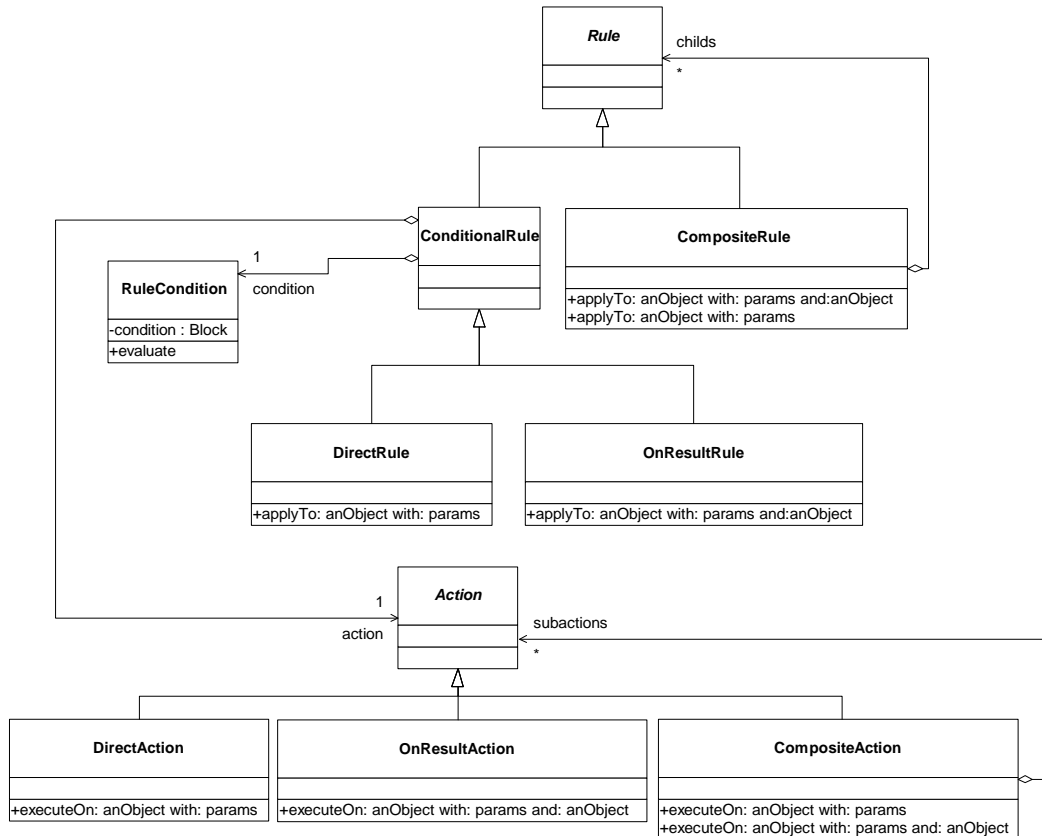 Rule
childs
*
ConditionalRule
CompositeRule
+applyTo: anObject with: params and:anObject
+applyTo: anObject with: params
1
condition
RuleCondition
-condition : Block
+evaluate
DirectRule
+applyTo: anObject with: params
OnResultRule
+applyTo: anObject with: params and:anObject
Action
1
action
subactions
*
DirectAction
+executeOn: anObject with: params
OnResultAction
+executeOn: anObject with: params and: anObject
CompositeAction
+executeOn: anObject with: params
+executeOn: anObject with: params and: anObject